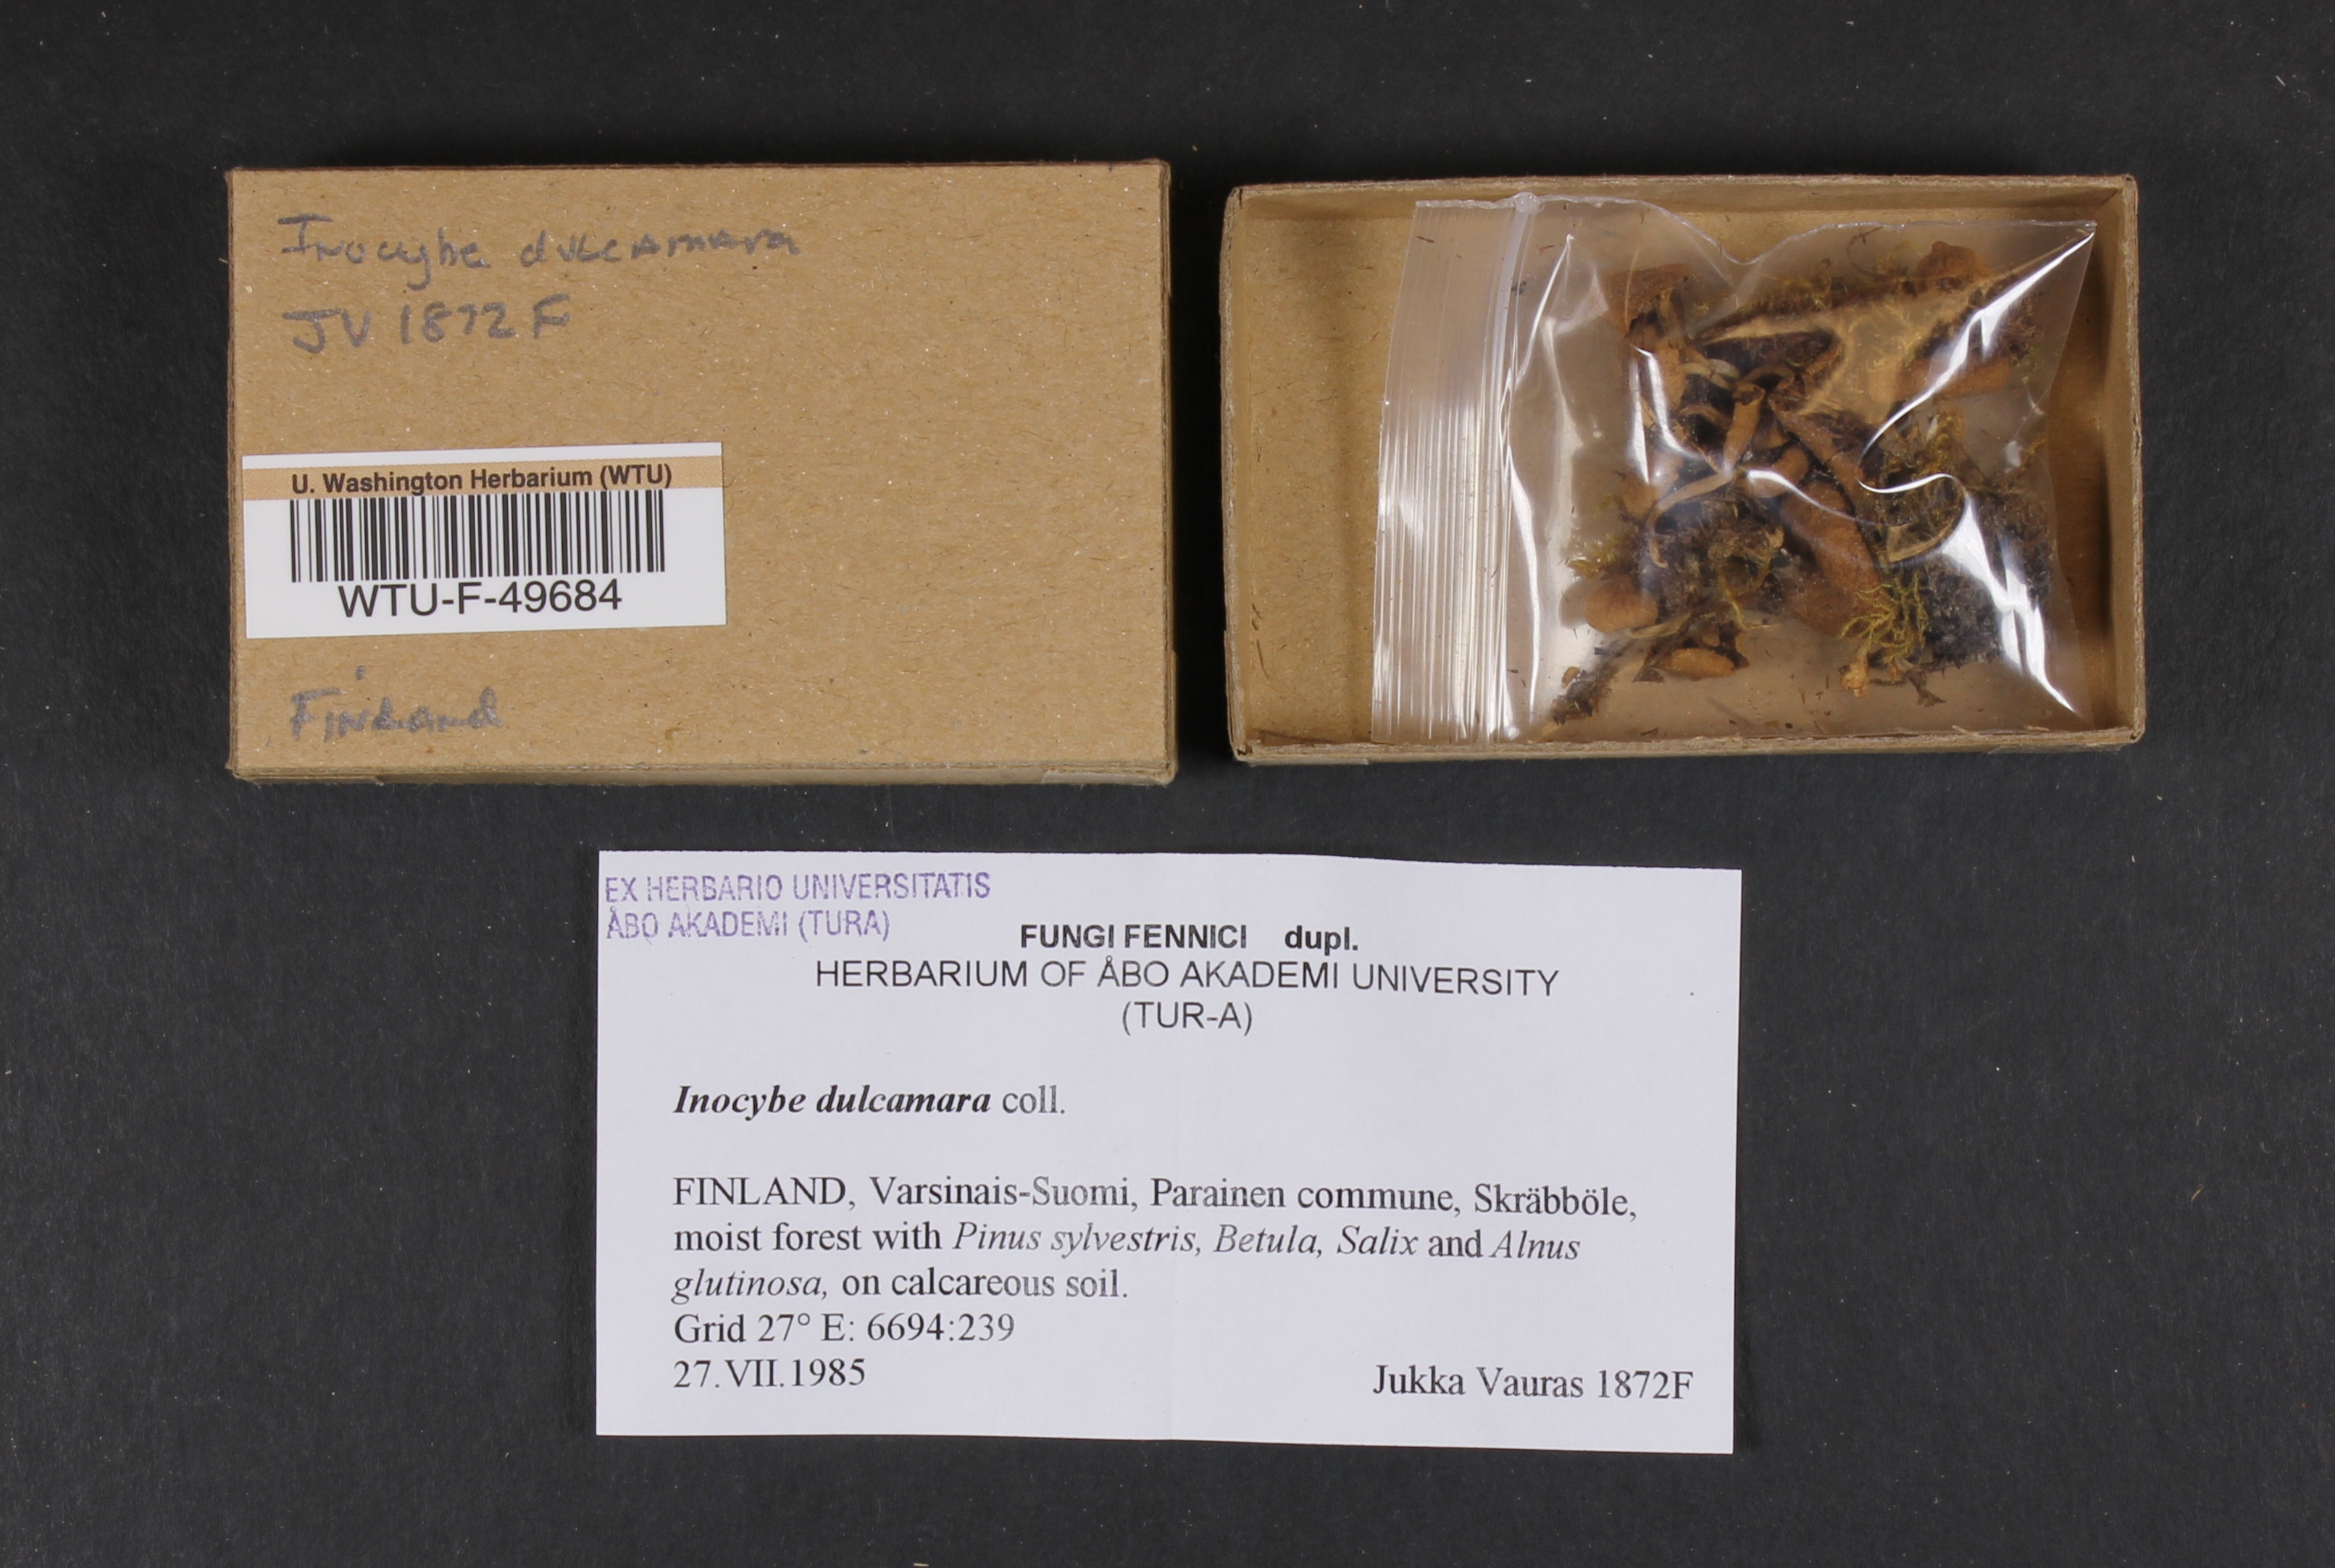 Inocybe dulcamara
JV 1872 F
U. Washington Herbarium (WTU)
WTU-F-49684
Finland
EX HERBARIO UNIVERSITATIS
ÅBO AKADEMI (TURA)
FUNGI FENNICI dupl.
HERBARIUM OF ÅBO AKADEMI UNIVERSITY
(TUR-A)
Inocybe dulcamara coll.
FINLAND, Varsinais-Suomi, Parainen commune, Skräbböle,
moist forest with Pinus sylvestris, Betula, Salix and Alnus
glutinosa, on calcareous soil.
Grid 27° E: 6694:239
27.VII.1985
Jukka Vauras 1872F